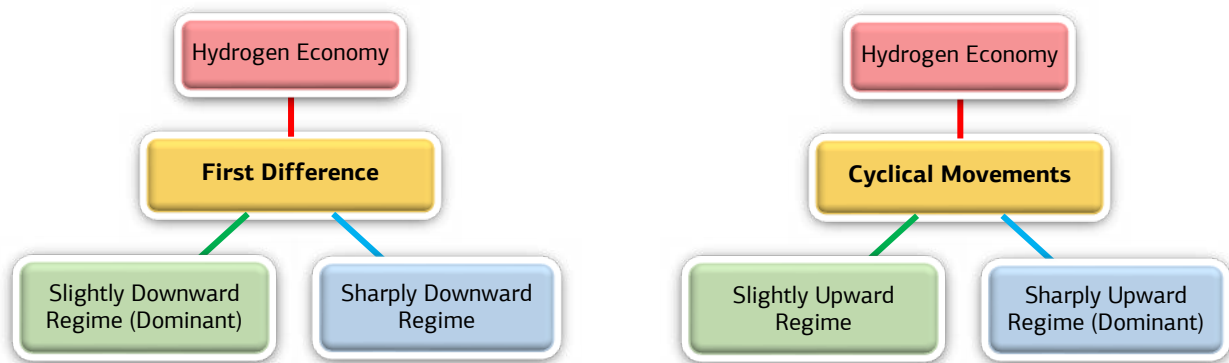 Hydrogen Economy
First Difference
Slightly Downward
Regime (Dominant)
Sharply Downward
Regime
Hydrogen Economy
Cyclical Movements
Slightly Upward
Regime
Sharply Upward
Regime (Dominant)